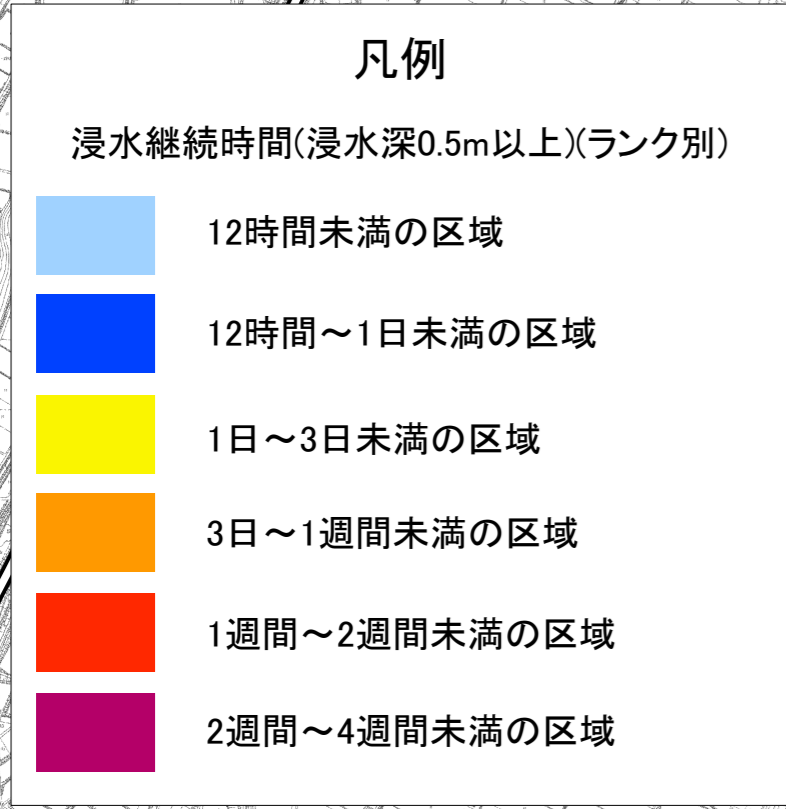 凡例
浸水継続時間(浸水深0.5m以上)(ランク別)
12時間未満の区域
12時間～1日未満の区域
1日～3日未満の区域
3日～1週間未満の区域
1週間～2週間未満の区域
2週間～4週間未満の区域